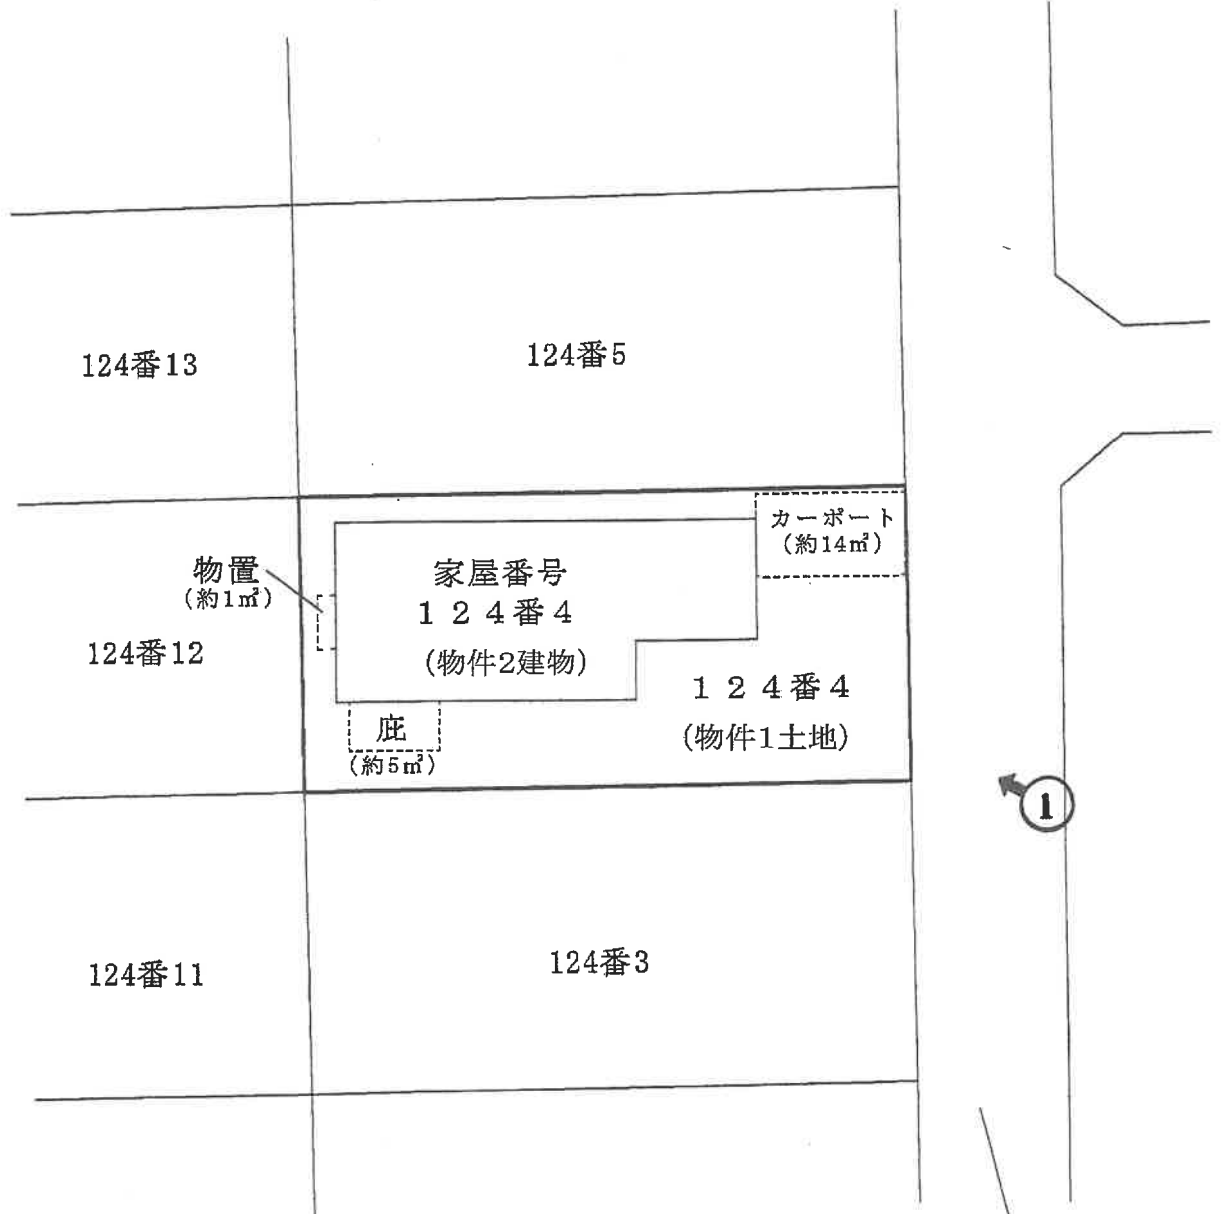 124番13
124番5
カーポート
(約14㎡)
物置
(約1㎡)
家屋番号
１２４番４
(物件2建物)
124番12
１２４番４
(物件1土地)
庇
(約5㎡)
1
124番11
124番3